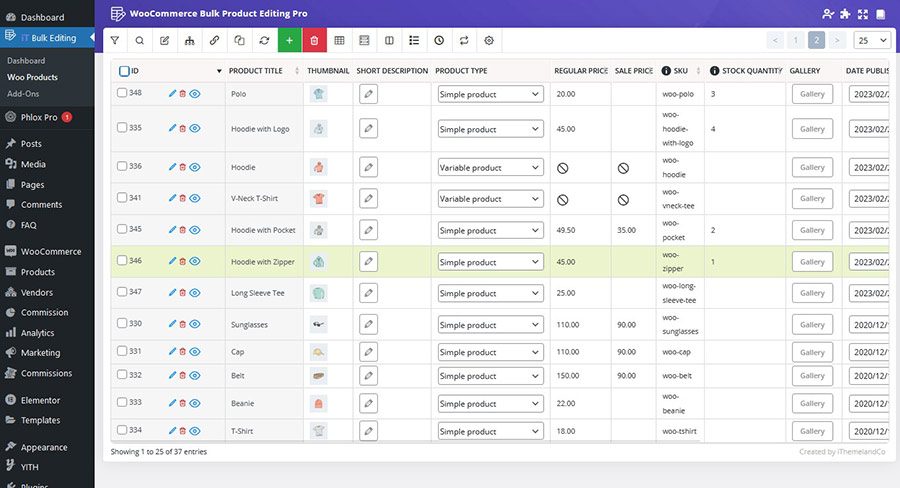 Dashboard
Bulk Editing
Dashboard
Woo Products
Add-Ons
Phlox Pro 1
Posts
Media
Pages
Comments
FAQ
WooCommerce
Products
Vendors
Commission
Analytics
Marketing
Commissions
Elementor
Templates
Appearance
YITH
Plugins
WooCommerce Bulk Product Editing Pro
< 1 2 > 25
ID PRODUCT TITLE THUMBNAIL SHORT DESCRIPTION PRODUCT TYPE REGULAR PRICE SALE PRICE SKU STOCK QUANTITY GALLERY DATE PUBLIS
348 Polo Simple product 20.00 woo-polo 3 Gallery 2023/02/2
335 Hoodie with Logo Simple product 45.00 woo-
hoodie-
with-logo 4 Gallery 2023/02/2
336 Hoodie Variable product woo-
hoodie Gallery 2023/02/2
341 V-Neck T-Shirt Variable product woo-
vneck-tee Gallery 2023/02/2
345 Hoodie with Pocket Simple product 49.50 35.00 woo-
pocket 2 Gallery 2023/02/2
346 Hoodie with Zipper Simple product 45.00 woo-
zipper 1 Gallery 2023/02/2
347 Long Sleeve Tee Simple product 25.00 woo-long-
sleeve-tee Gallery 2023/02/2
330 Sunglasses Simple product 110.00 90.00 woo-
sunglasses Gallery 2020/12/
331 Cap Simple product 110.00 90.00 woo-cap Gallery 2020/12/
332 Belt Simple product 150.00 90.00 woo-belt Gallery 2020/12/
333 Beanie Simple product 22.00 woo-
beanie Gallery 2020/12/
334 T-Shirt Simple product 18.00 woo-tshirt Gallery 2020/12/
Showing 1 to 25 of 37 entries
Created by iThemelandCo